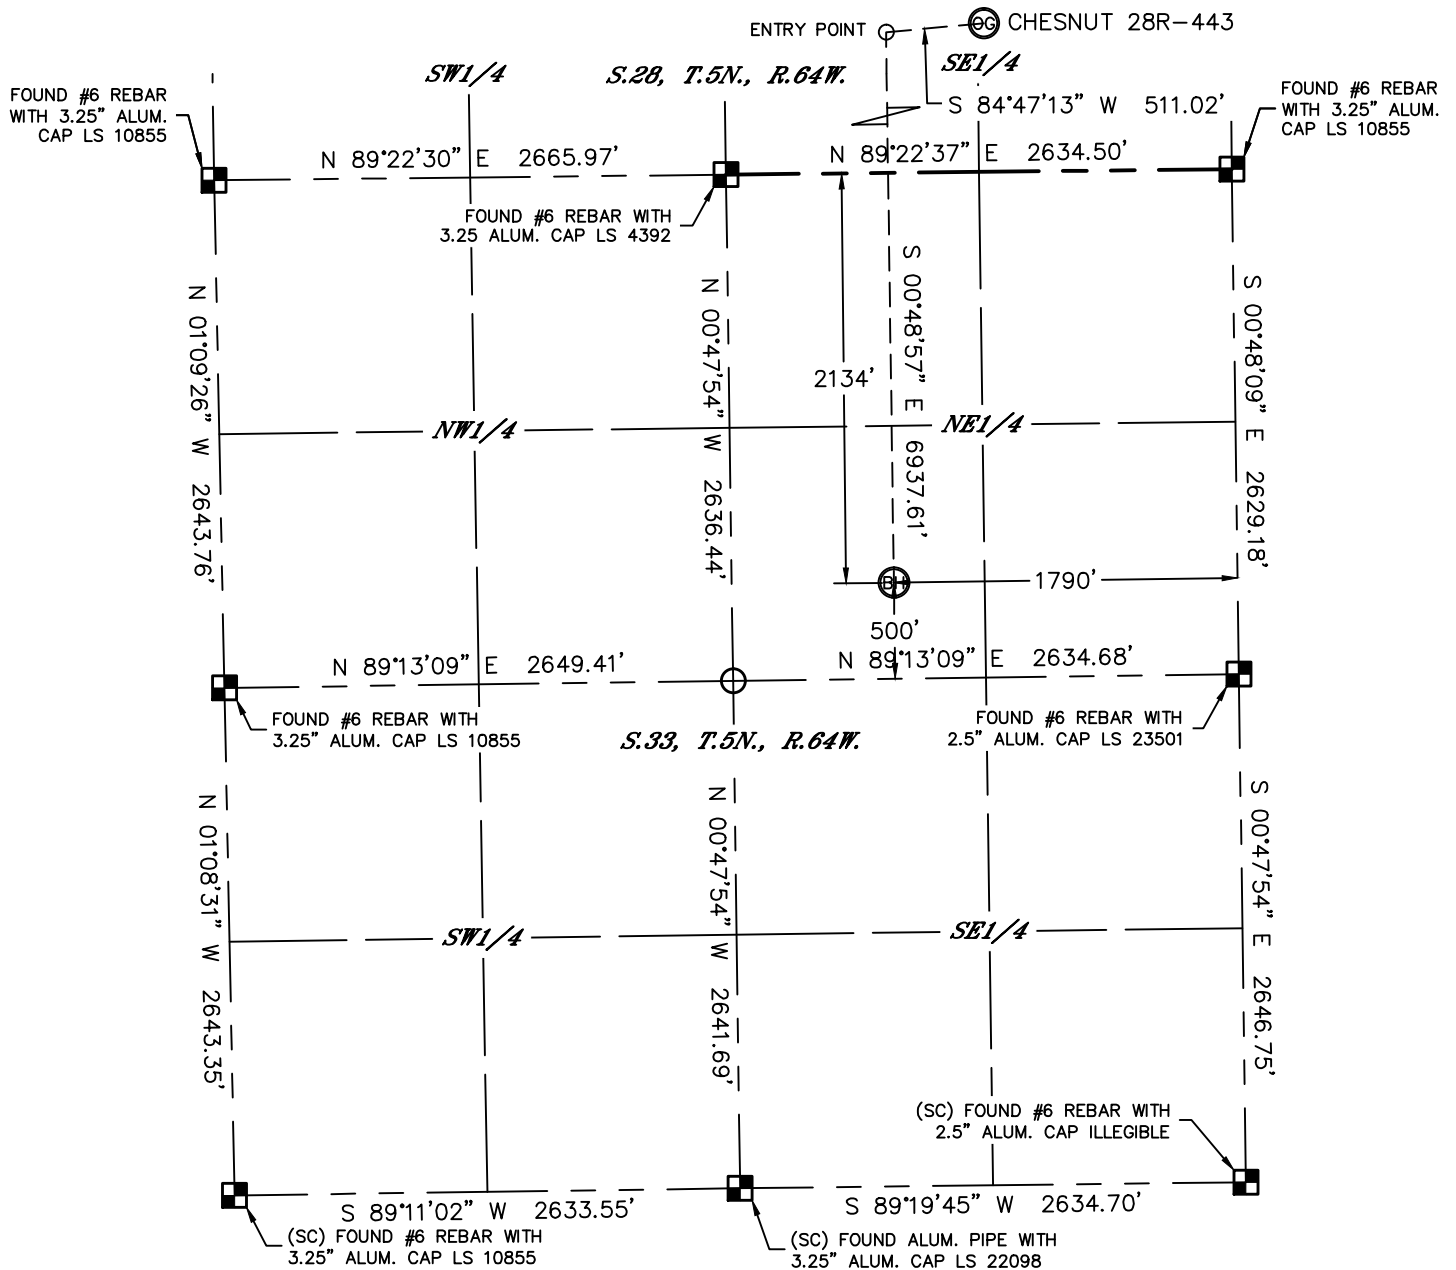 OG CHESNUT 28R-443
ENTRY POINT
SW1/4
S.28, T.5N., R.64W.
SE1/4
FOUND #6 REBAR
WITH 3.25" ALUM.
CAP LS 10855
FOUND #6 REBAR
WITH 3.25" ALUM.
CAP LS 10855
S 84°47'13" W 511.02'
N 89°22'30" E 2665.97'
N 89°22'37" E 2634.50'
FOUND #6 REBAR WITH
3.25 ALUM. CAP LS 4392
N 01°09'26" W 2643.76'
N 00°47'54" W 2636.44'
S 00°48'57" E 6937.61'
S 00°48'09" E 2629.18'
2134'
NW1/4
NE1/4
BH
1790'
500'
N 89°13'09" E 2649.41'
N 89°13'09" E 2634.68'
FOUND #6 REBAR WITH
3.25" ALUM. CAP LS 10855
FOUND #6 REBAR WITH
2.5" ALUM. CAP LS 23501
S.33, T.5N., R.64W.
N 01°08'31" W 2643.35'
N 00°47'54" W 2641.69'
S 00°47'54" E 2646.75'
SW1/4
SE1/4
(SC) FOUND #6 REBAR WITH
2.5" ALUM. CAP ILLEGIBLE
S 89°11'02" W 2633.55'
S 89°19'45" W 2634.70'
(SC) FOUND #6 REBAR WITH
3.25" ALUM. CAP LS 10855
(SC) FOUND ALUM. PIPE WITH
3.25" ALUM. CAP LS 22098